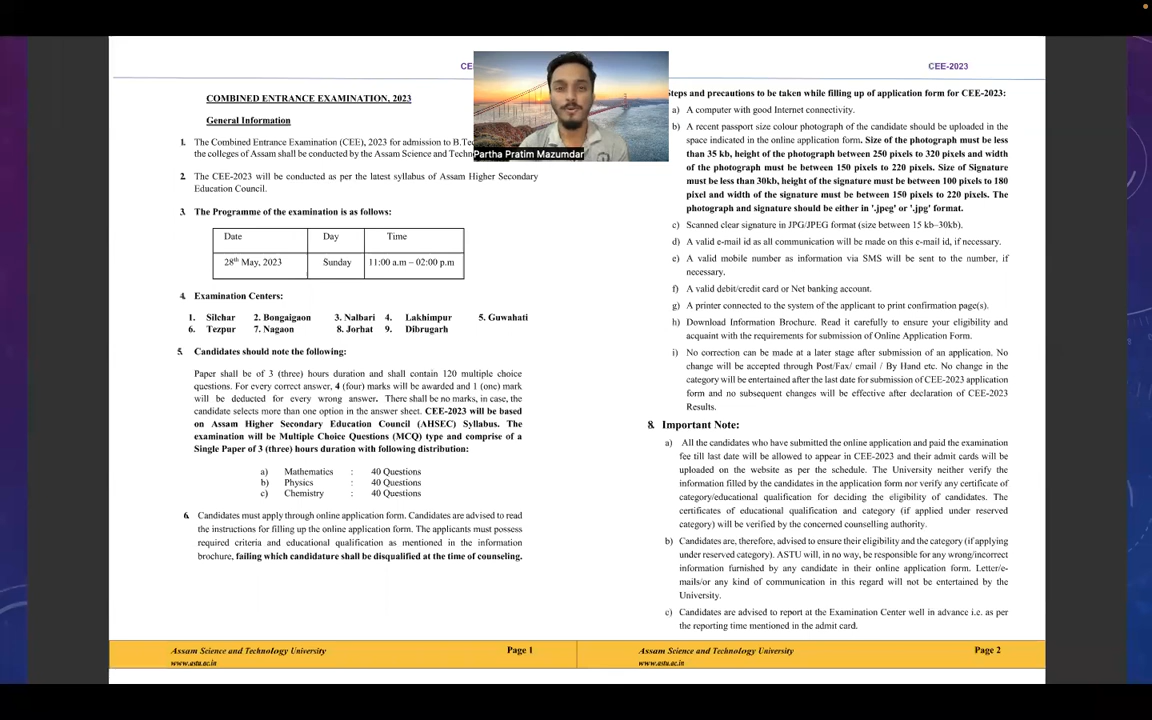 CE
COMBINED ENTRANCE EXAMINATION, 2023
General Information
1. The Combined Entrance Examination (CEE), 2023 for admission to B.Tec
the colleges of Assam shall be conducted by the Assam Science and Techn
2. The CEE-2023 will be conducted as per the latest syllabus of Assam Higher Secondary
Education Council.
3. The Programme of the examination is as follows:
Date Day Time
28th May, 2023 Sunday 11:00 a.m – 02:00 p.m
4. Examination Centers:
1. Silchar 2. Bongaigaon 3. Nalbari 4. Lakhimpur 5. Guwahati
6. Tezpur 7. Nagaon 8. Jorhat 9. Dibrugarh
5. Candidates should note the following:
Paper shall be of 3 (three) hours duration and shall contain 120 multiple choice
questions. For every correct answer, 4 (four) marks will be awarded and 1 (one) mark
will be deducted for every wrong answer. There shall be no marks, in case, the
candidate selects more than one option in the answer sheet. CEE-2023 will be based
on Assam Higher Secondary Education Council (AHSEC) Syllabus. The
examination will be Multiple Choice Questions (MCQ) type and comprise of a
Single Paper of 3 (three) hours duration with following distribution:
a) Mathematics : 40 Questions
b) Physics : 40 Questions
c) Chemistry : 40 Questions
6. Candidates must apply through online application form. Candidates are advised to read
the instructions for filling up the online application form. The applicants must possess
required criteria and educational qualification as mentioned in the information
brochure, failing which candidature shall be disqualified at the time of counseling.
Assam Science and Technology University Page 1
www.astu.ac.in
Partha Pratim Mazumdar
CEE-2023
Steps and precautions to be taken while filling up of application form for CEE-2023:
a) A computer with good Internet connectivity.
b) A recent passport size colour photograph of the candidate should be uploaded in the
space indicated in the online application form. Size of the photograph must be less
than 35 kb, height of the photograph between 250 pixels to 320 pixels and width
of the photograph must be between 150 pixels to 220 pixels. Size of Signature
must be less than 30kb, height of the signature must be between 100 pixels to 180
pixel and width of the signature must be between 150 pixels to 220 pixels. The
photograph and signature should be either in '.jpeg' or '.jpg' format.
c) Scanned clear signature in JPG/JPEG format (size between 15 kb–30kb).
d) A valid e-mail id as all communication will be made on this e-mail id, if necessary.
e) A valid mobile number as information via SMS will be sent to the number, if
necessary.
f) A valid debit/credit card or Net banking account.
g) A printer connected to the system of the applicant to print confirmation page(s).
h) Download Information Brochure. Read it carefully to ensure your eligibility and
acquaint with the requirements for submission of Online Application Form.
i) No correction can be made at a later stage after submission of an application. No
change will be accepted through Post/Fax/ email / By Hand etc. No change in the
category will be entertained after the last date for submission of CEE-2023 application
form and no subsequent changes will be effective after declaration of CEE-2023
Results.
8. Important Note:
a) All the candidates who have submitted the online application and paid the examination
fee till last date will be allowed to appear in CEE-2023 and their admit cards will be
uploaded on the website as per the schedule. The University neither verify the
information filled by the candidates in the application form nor verify any certificate of
category/educational qualification for deciding the eligibility of candidates. The
certificates of educational qualification and category (if applied under reserved
category) will be verified by the concerned counselling authority.
b) Candidates are, therefore, advised to ensure their eligibility and the category (if applying
under reserved category). ASTU will, in no way, be responsible for any wrong/incorrect
information furnished by any candidate in their online application form. Letter/e-
mails/or any kind of communication in this regard will not be entertained by the
University.
c) Candidates are advised to report at the Examination Center well in advance i.e. as per
the reporting time mentioned in the admit card.
Assam Science and Technology University Page 2
www.astu.ac.in